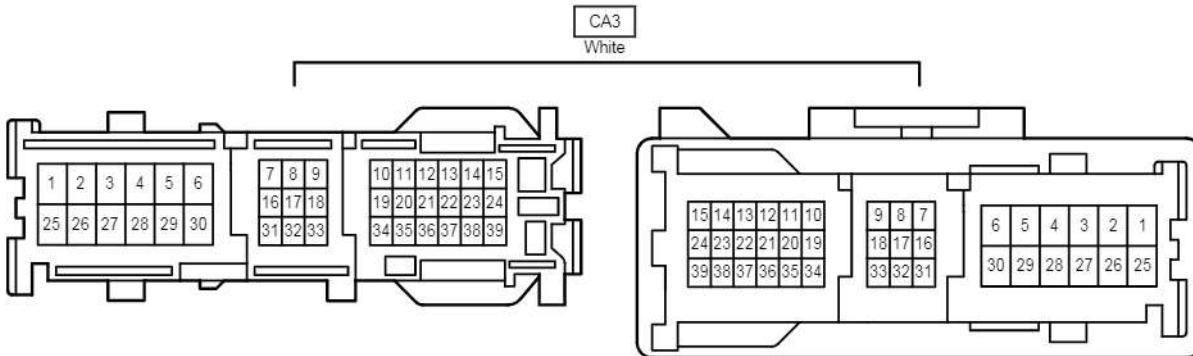 CA3
White
1 2 3 4 5 6 7 8 9 10 11 12 13 14 15
16 17 18 19 20 21 22 23 24
25 26 27 28 29 30 31 32 33 34 35 36 37 38 39
15 14 13 12 11 10 9 8 7 6 5 4 3 2 1
24 23 22 21 20 19 18 17 16
39 38 37 36 35 34 33 32 31 30 29 28 27 26 25